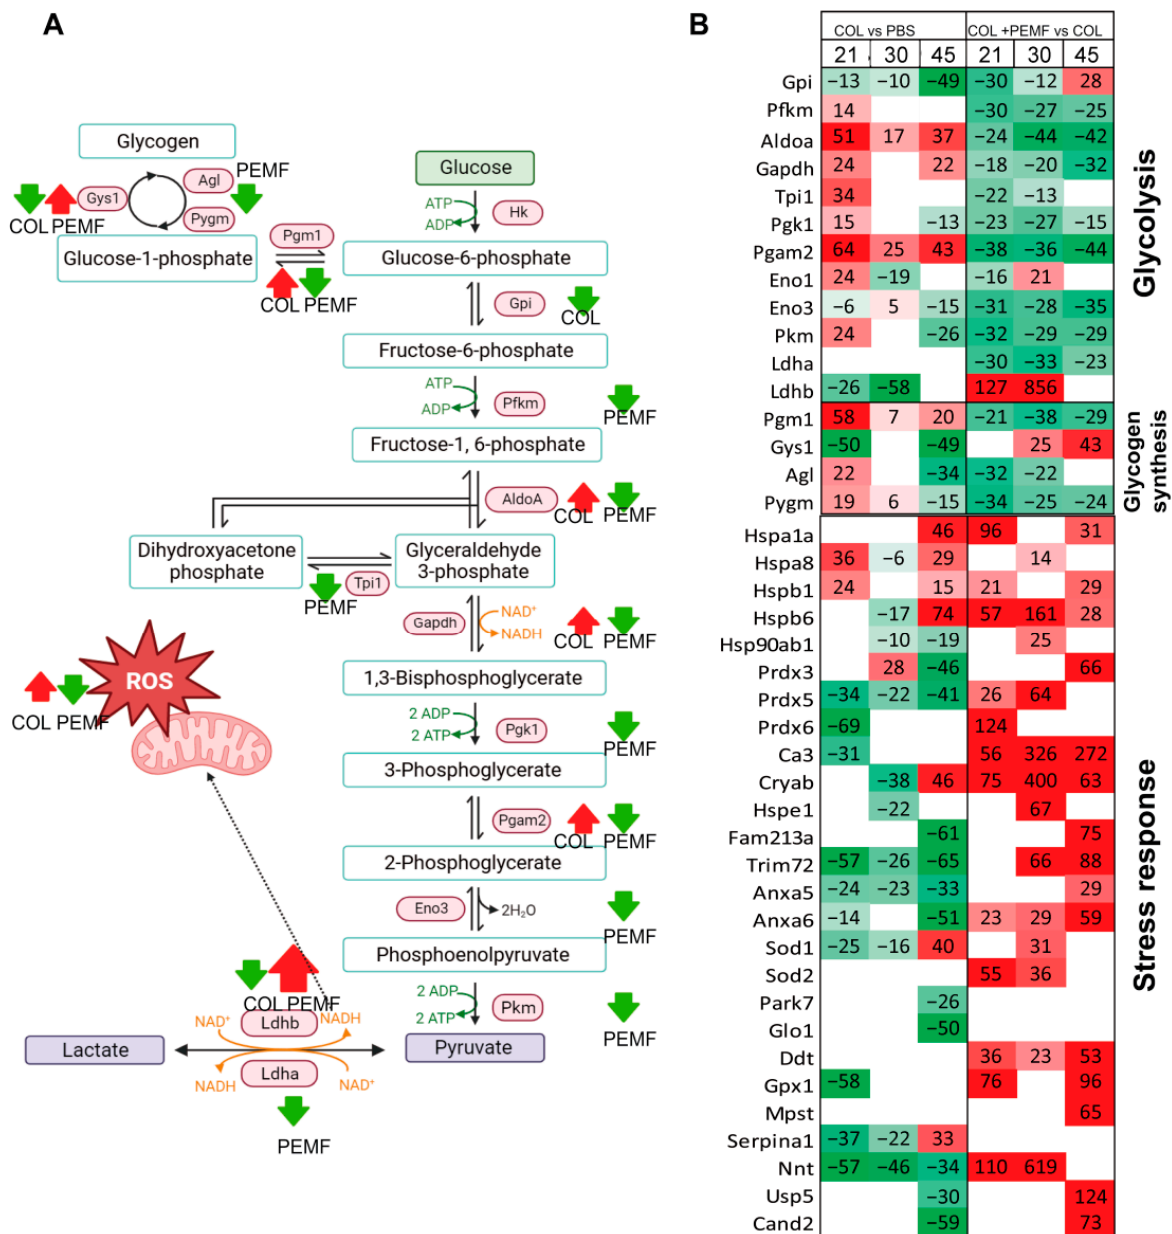 A
Glycogen
Gys1
Agl
Pygm
PEMF
COL PEMF
Glucose-1-phosphate
Pgm1
COL PEMF
Glucose
ATP
ADP
Hk
Glucose-6-phosphate
Gpi
COL
Fructose-6-phosphate
ATP
ADP
Pfkm
PEMF
Fructose-1, 6-phosphate
AldoA
COL PEMF
Dihydroxyacetone
phosphate
Glyceraldehyde
3-phosphate
PEMF
Tpi1
Gapdh
NAD⁺
NADH
COL PEMF
ROS
COL PEMF
1,3-Bisphosphoglycerate
2 ADP
2 ATP
Pgk1
PEMF
3-Phosphoglycerate
Pgam2
COL PEMF
2-Phosphoglycerate
Eno3
2H₂O
PEMF
Phosphoenolpyruvate
2 ADP
2 ATP
Pkm
PEMF
COL PEMF
NAD⁺
Ldhb
NADH
Lactate
Pyruvate
NADH
Ldha
NAD⁺
PEMF
B
COL vs PBS COL +PEMF vs COL
21 30 45 21 30 45
Gpi −13 −10 −49 −30 −12 28
Pfkm 14 −30 −27 −25
Aldoa 51 17 37 −24 −44 −42
Gapdh 24 22 −18 −20 −32
Tpi1 34 −22 −13
Pgk1 15 −13 −23 −27 −15
Pgam2 64 25 43 −38 −36 −44
Eno1 24 −19 −16 21
Eno3 −6 5 −15 −31 −28 −35
Pkm 24 −26 −32 −29 −29
Ldha −30 −33 −23
Ldhb −26 −58 127 856
Glycolysis
Pgm1 58 7 20 −21 −38 −29
Gys1 −50 −49 25 43
Agl 22 −34 −32 −22
Pygm 19 6 −15 −34 −25 −24
Glycogen
synthesis
Hspa1a 46 96 31
Hspa8 36 −6 29 14
Hspb1 24 15 21 29
Hspb6 −17 74 57 161 28
Hsp90ab1 −10 −19 25
Prdx3 28 −46 66
Prdx5 −34 −22 −41 26 64
Prdx6 −69 124
Ca3 −31 56 326 272
Cryab −38 46 75 400 63
Hspe1 −22 67
Fam213a −61 75
Trim72 −57 −26 −65 66 88
Anxa5 −24 −23 −33 29
Anxa6 −14 −51 23 29 59
Sod1 −25 −16 40 31
Sod2 55 36
Park7 −26
Glo1 −50
Ddt 36 23 53
Gpx1 −58 76 96
Mpst 65
Serpina1 −37 −22 33
Nnt −57 −46 −34 110 619
Usp5 −30 124
Cand2 −59 73
Stress response